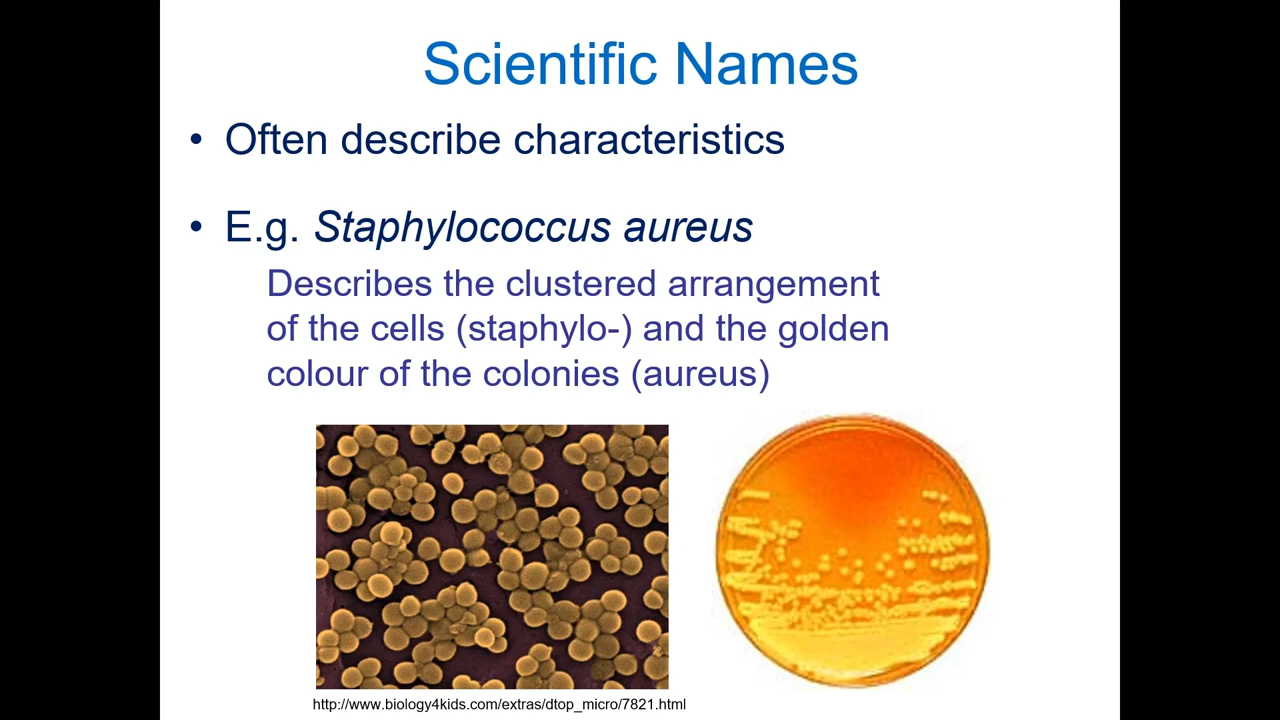 Scientific Names
• Often describe characteristics
• E.g. Staphylococcus aureus
Describes the clustered arrangement
of the cells (staphylo-) and the golden
colour of the colonies (aureus)
http://www.biology4kids.com/extras/dtop_micro/7821.html